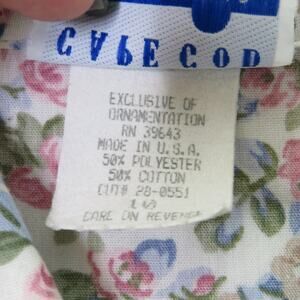 CAPE COD
EXCLUSIVE OF
ORNAMENTATION
RN 39643
MADE IN U.S.A.
50% POLYESTER
50% COTTON
CUT# 28-0551
10
CARE ON REVERSE